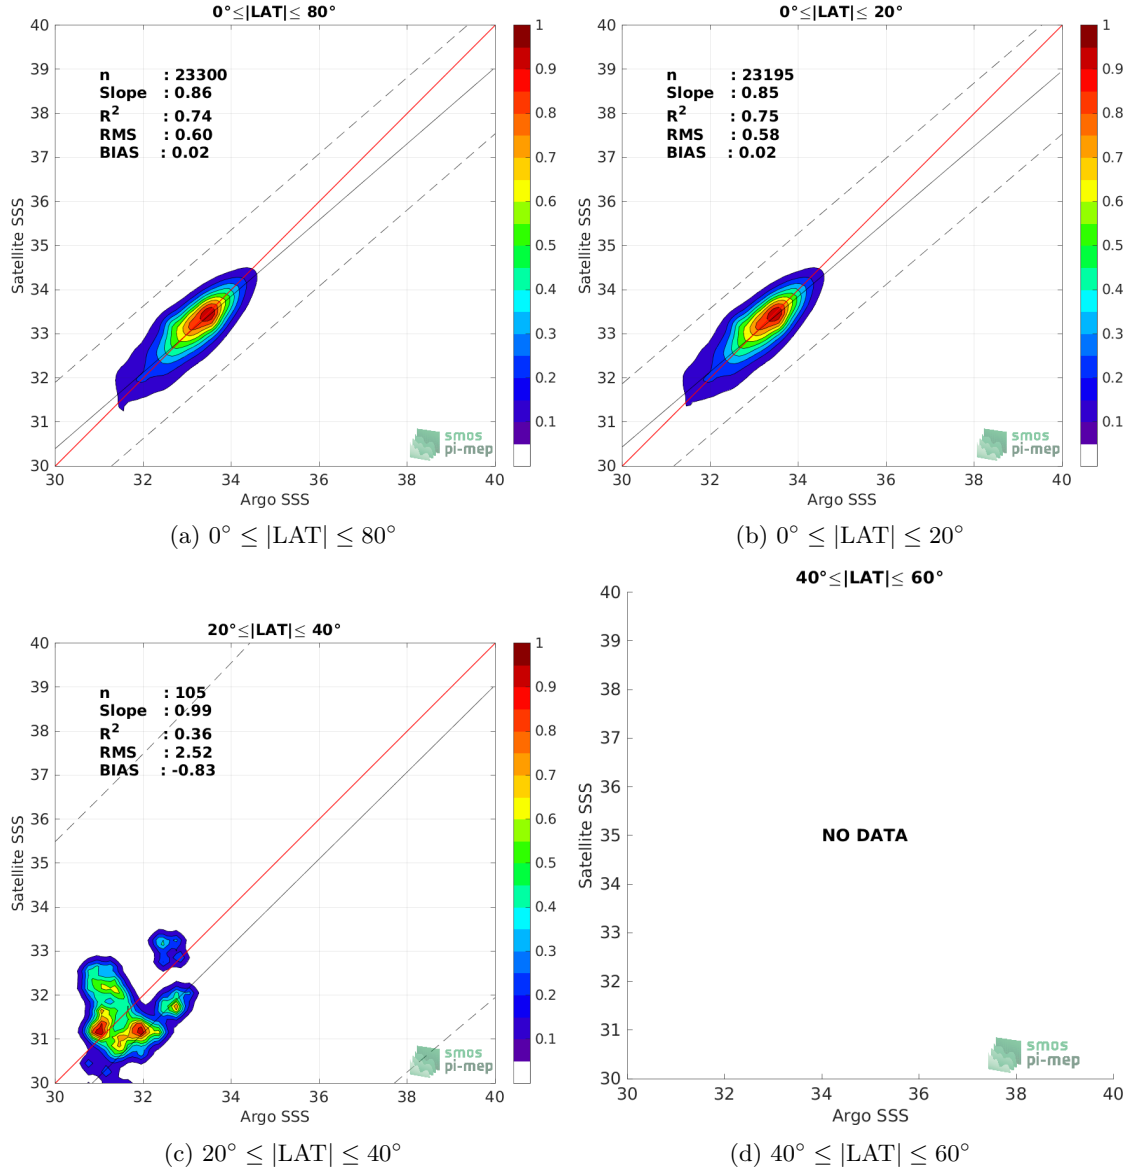 0°≤|LAT|≤ 80°
n : 23300
Slope : 0.86
R² : 0.74
RMS : 0.60
BIAS : 0.02
40
39
38
37
36
35
34
33
32
31
30
Satellite SSS
30 32 34 36 38 40
Argo SSS
smos
pi-mep
1
0.9
0.8
0.7
0.6
0.5
0.4
0.3
0.2
0.1
(a) 0° ≤ |LAT| ≤ 80°
0°≤|LAT|≤ 20°
n : 23195
Slope : 0.85
R² : 0.75
RMS : 0.58
BIAS : 0.02
40
39
38
37
36
35
34
33
32
31
30
Satellite SSS
30 32 34 36 38 40
Argo SSS
smos
pi-mep
1
0.9
0.8
0.7
0.6
0.5
0.4
0.3
0.2
0.1
(b) 0° ≤ |LAT| ≤ 20°
20°≤|LAT|≤ 40°
n : 105
Slope : 0.99
R² : 0.36
RMS : 2.52
BIAS : -0.83
40
39
38
37
36
35
34
33
32
31
30
Satellite SSS
30 32 34 36 38 40
Argo SSS
smos
pi-mep
1
0.9
0.8
0.7
0.6
0.5
0.4
0.3
0.2
0.1
(c) 20° ≤ |LAT| ≤ 40°
40°≤|LAT|≤ 60°
40
39
38
37
36
35
34
33
32
31
30
Satellite SSS
NO DATA
30 32 34 36 38 40
Argo SSS
smos
pi-mep
(d) 40° ≤ |LAT| ≤ 60°